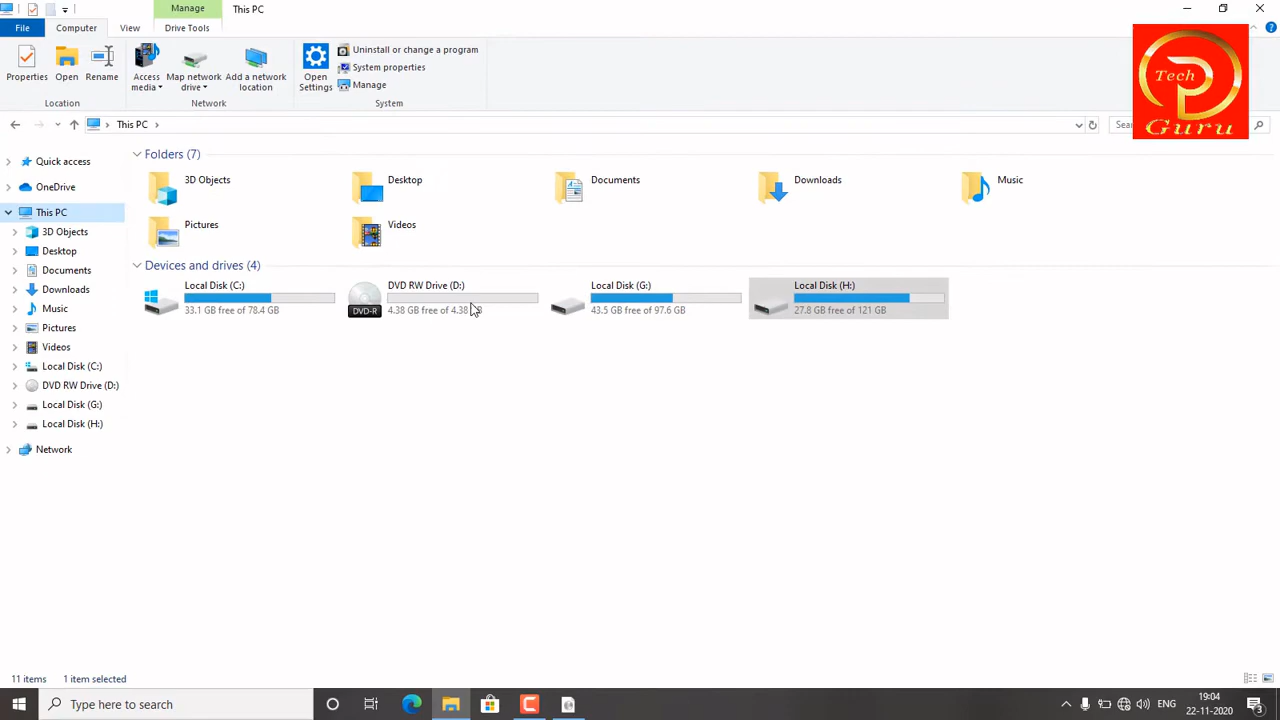 Manage
This PC
File
Computer
View
Drive Tools
Properties
Open
Rename
Access media
Map network drive
Add a network location
Open Settings
Uninstall or change a program
System properties
Manage
Location
Network
System
Tech
P
Guru
This PC
Quick access
OneDrive
This PC
3D Objects
Desktop
Documents
Downloads
Music
Pictures
Videos
Local Disk (C:)
DVD RW Drive (D:)
Local Disk (G:)
Local Disk (H:)
Network
Folders (7)
3D Objects
Desktop
Documents
Downloads
Music
Pictures
Videos
Devices and drives (4)
Local Disk (C:)
33.1 GB free of 78.4 GB
DVD RW Drive (D:)
DVD-R
4.38 GB free of 4.38
Local Disk (G:)
43.5 GB free of 97.6 GB
Local Disk (H:)
27.8 GB free of 121 GB
11 items
1 item selected
Type here to search
ENG
19:04
22-11-2020
3